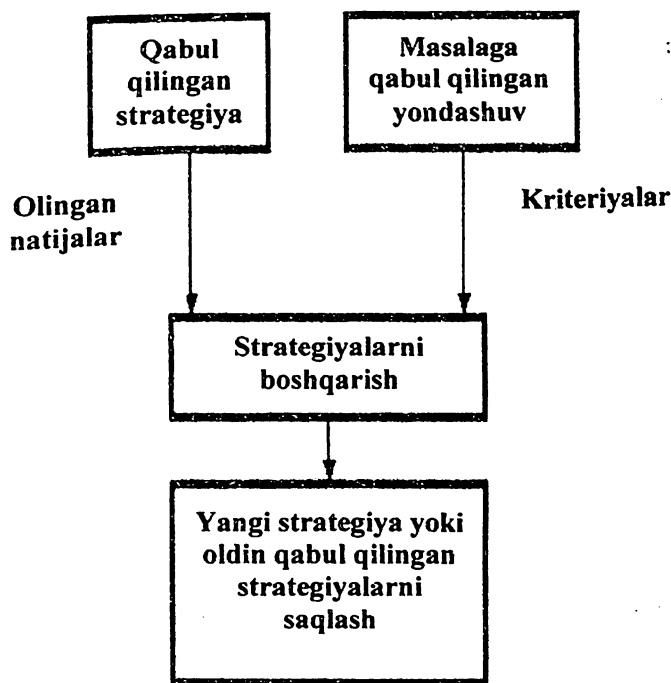 Qabul
qilingan
strategiya
Masalaga
qabul qilingan
yondashuv
Olingan
natijalar
Kriteriyalar
Strategiyalarni
boshqarish
Yangi strategiya yoki
oldin qabul qilingan
strategiyalarni
saqlash